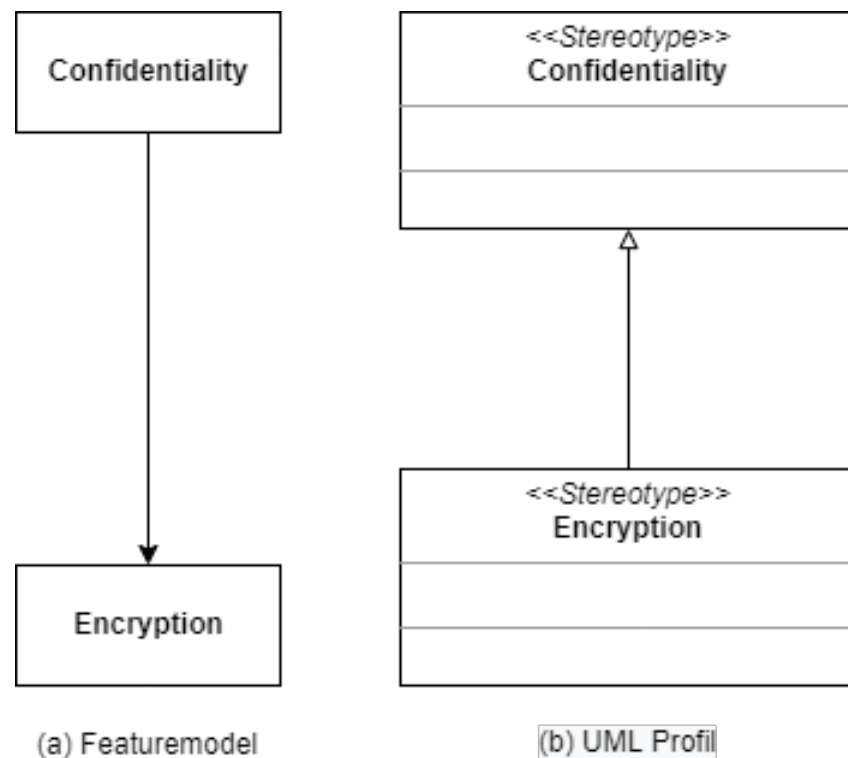 Confidentiality
Encryption
(a) Featuremodel
<<Stereotype>>
Confidentiality
<<Stereotype>>
Encryption
(b) UML Profil